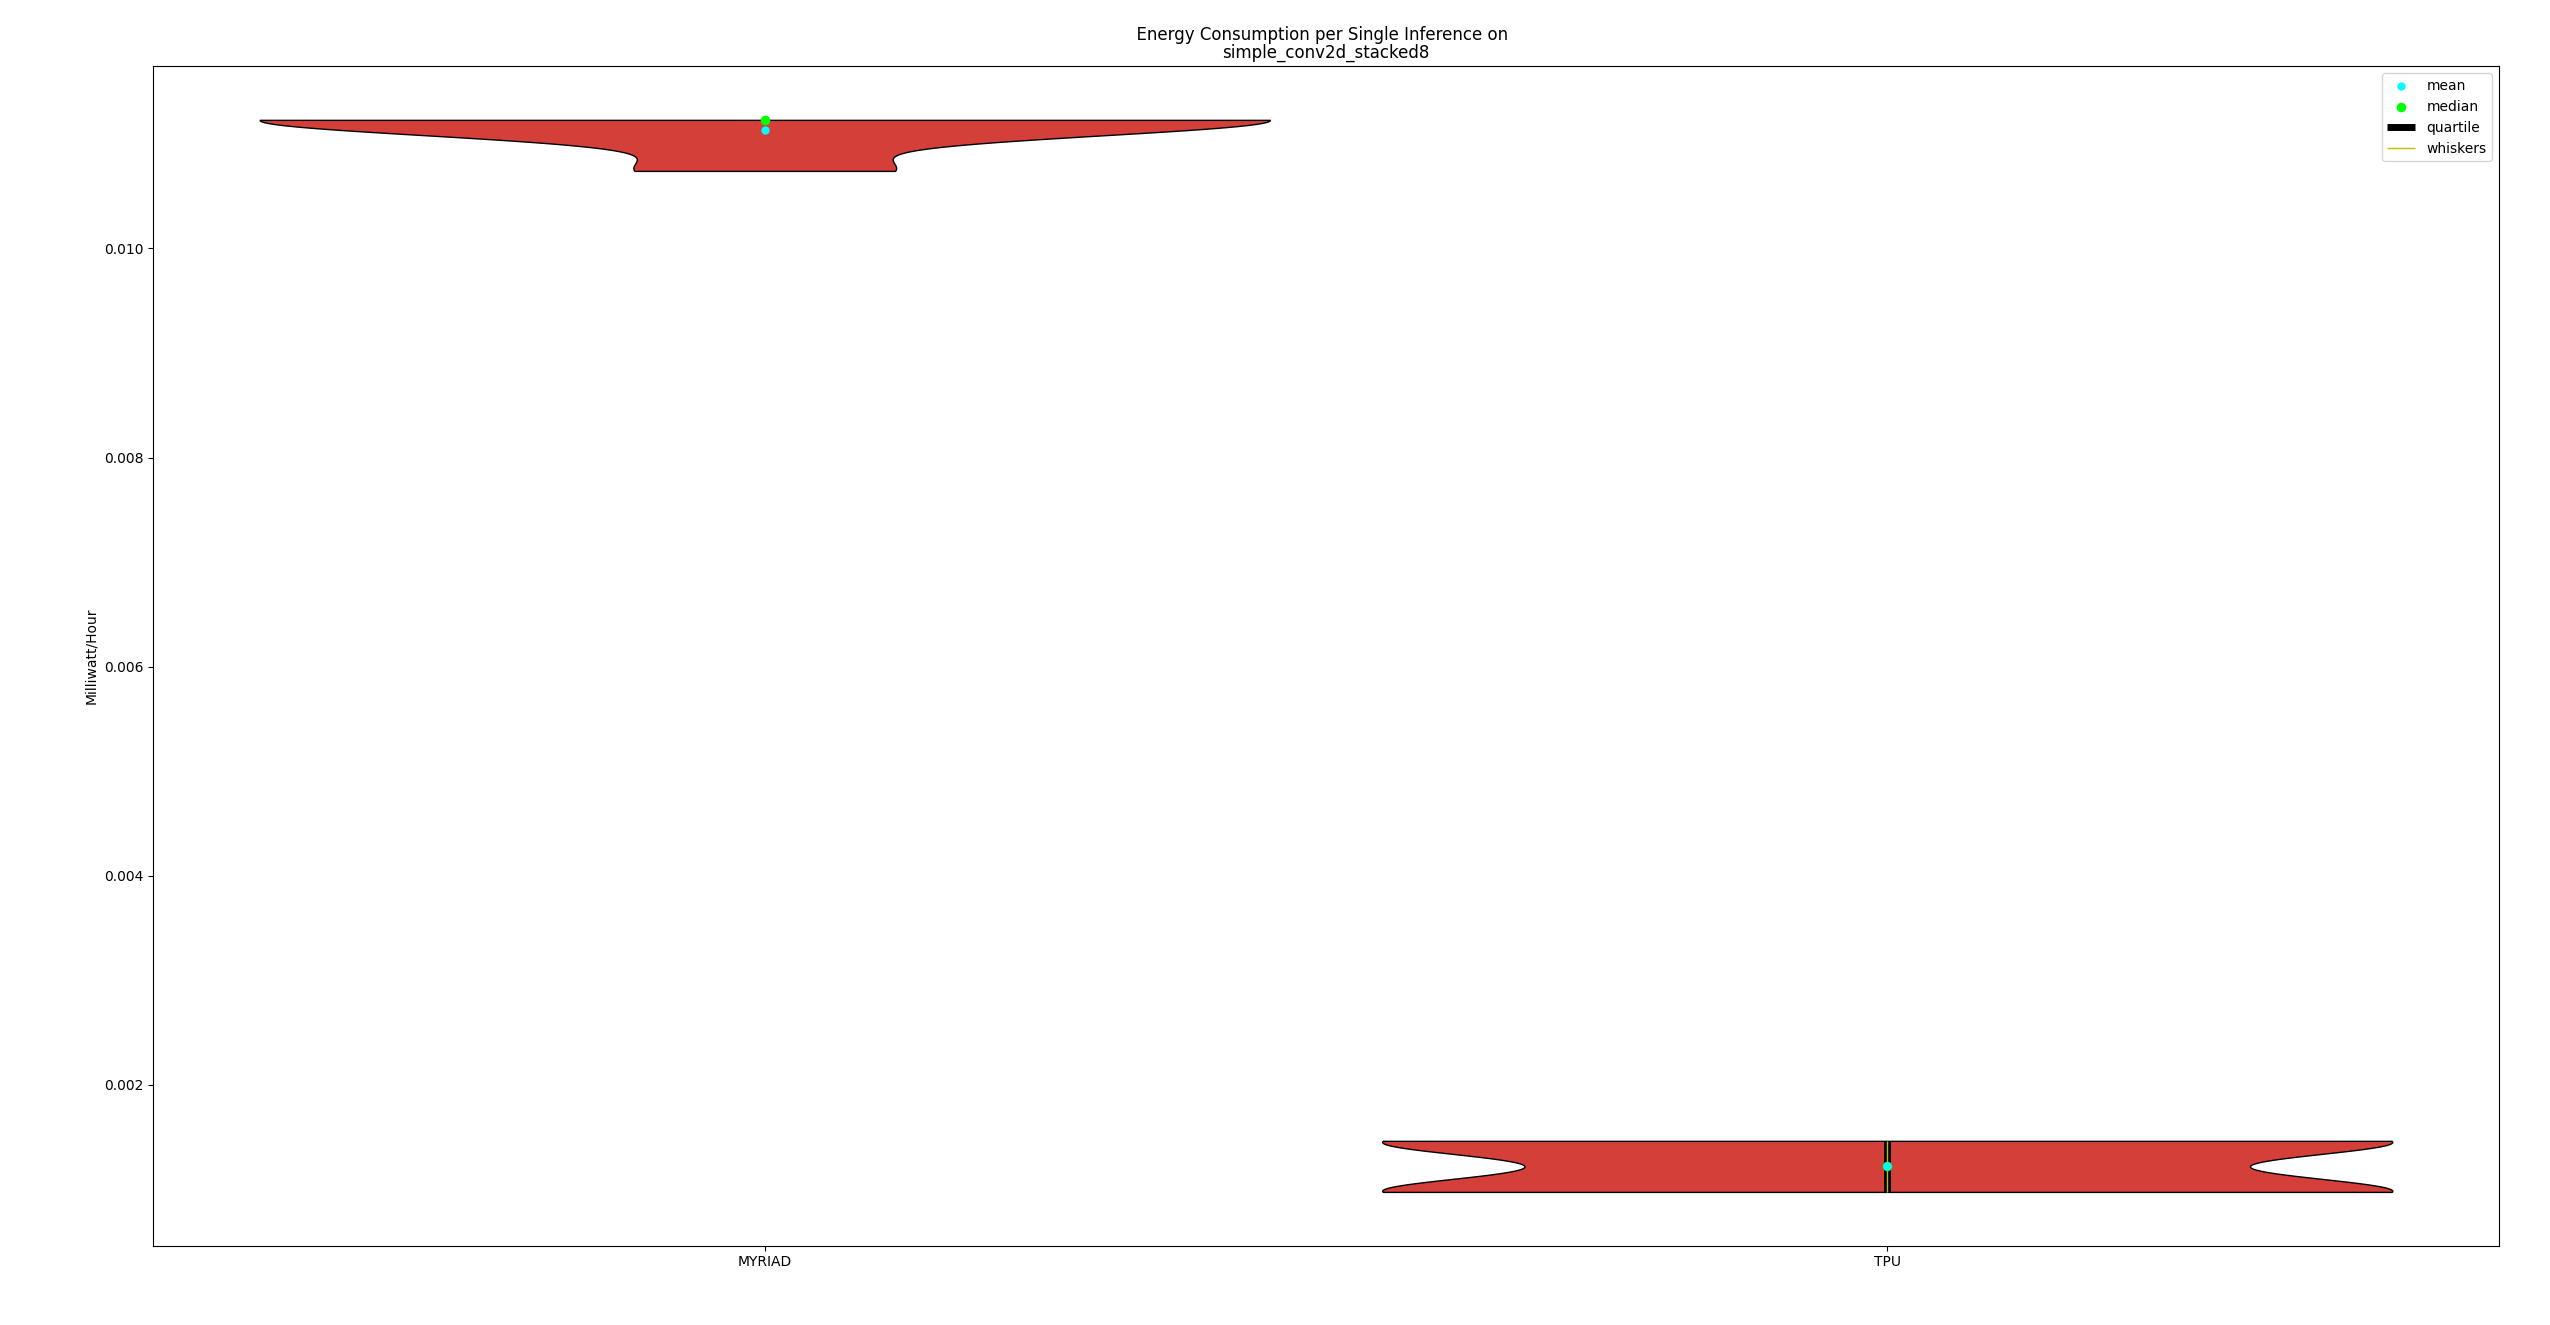 Energy Consumption per Single Inference on
simple_conv2d_stacked8
mean
median
quartile
whiskers
0.010
0.008
0.006
0.004
0.002
Milliwatt/Hour
MYRIAD
TPU